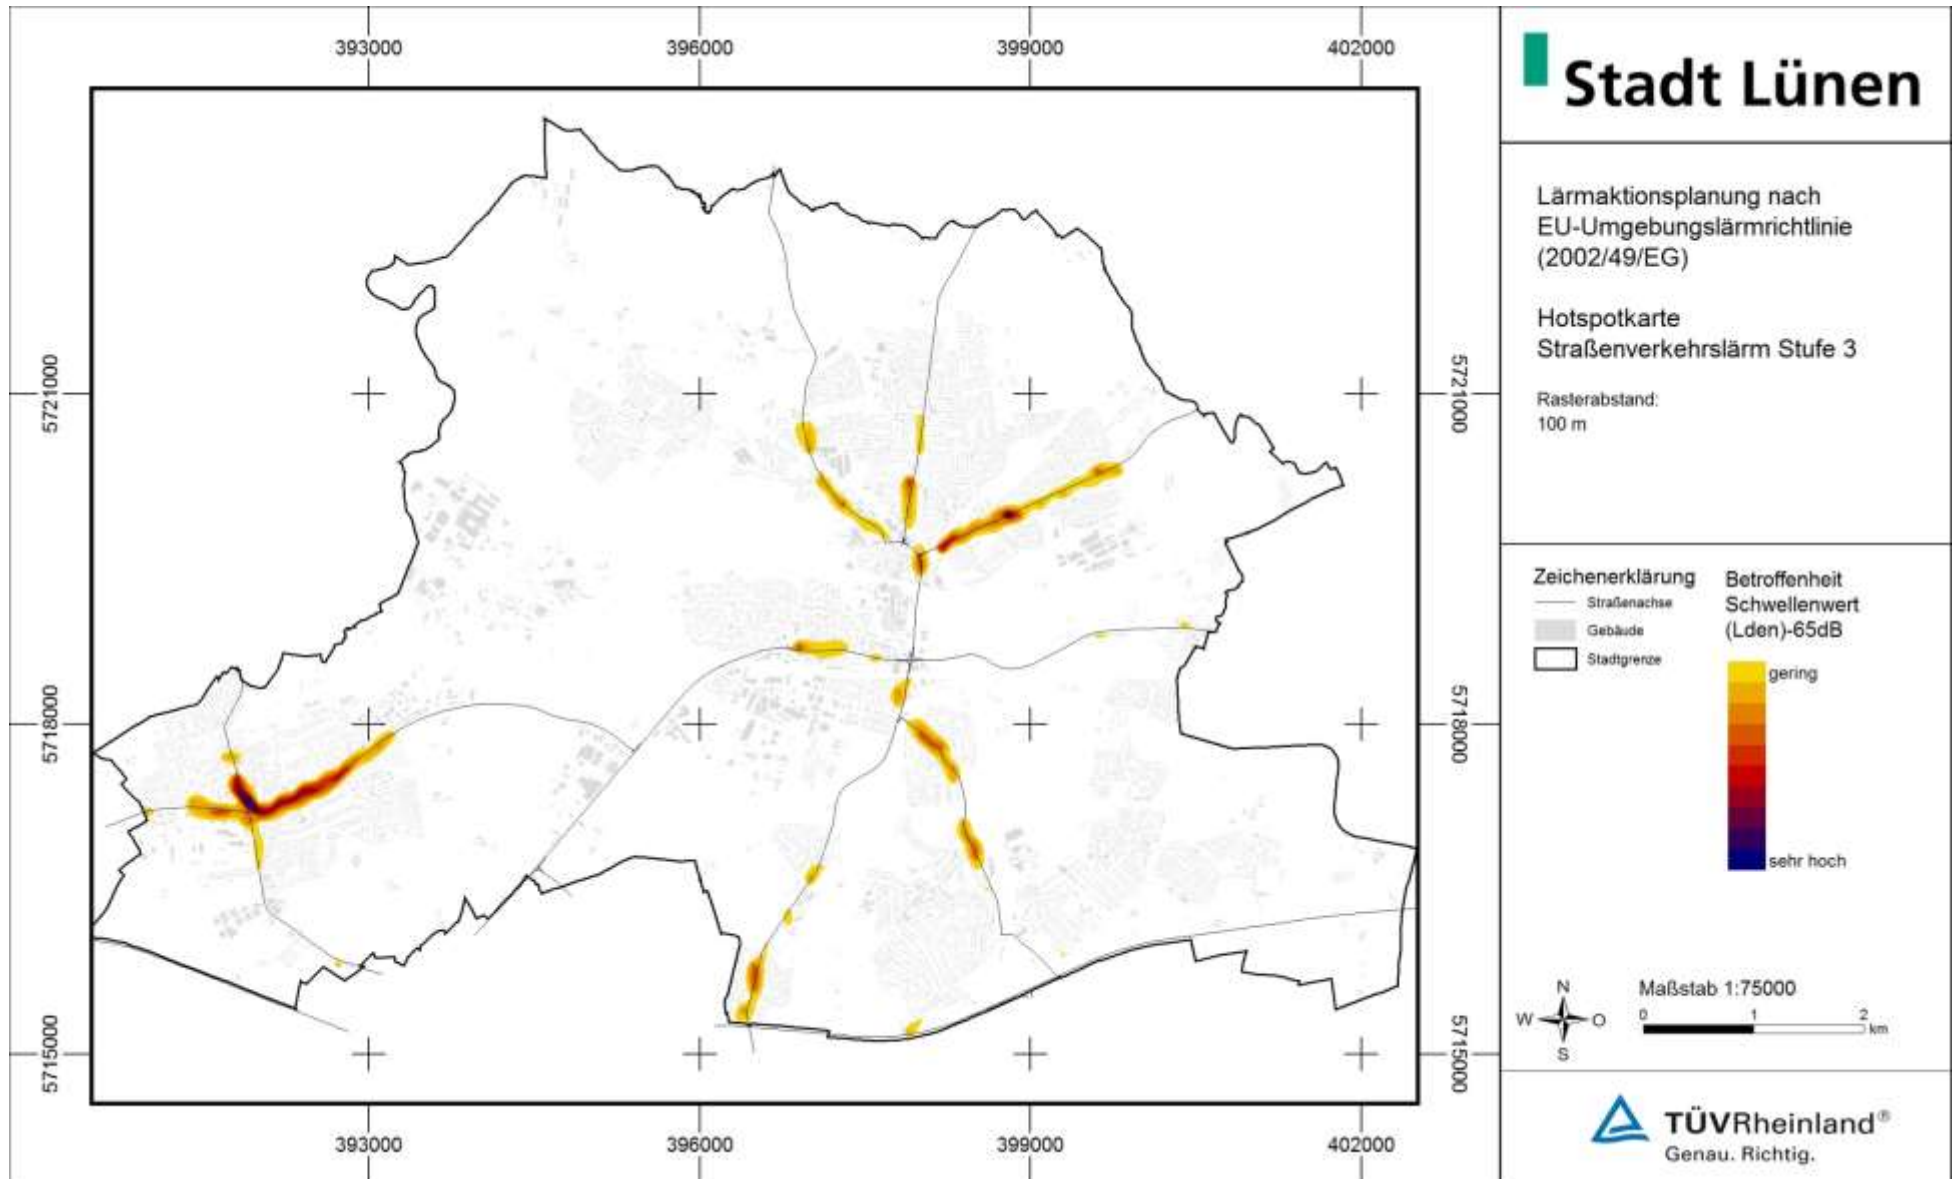 393000
396000
399000
402000
5721000
5718000
5715000
5721000
5718000
5715000
393000
396000
399000
402000
Stadt Lünen
Lärmaktionsplanung nach
EU-Umgebungslärmrichtlinie
(2002/49/EG)
Hotspotkarte
Straßenverkehrslärm Stufe 3
Rasterabstand:
100 m
Zeichenerklärung
Straßenachse
Gebäude
Stadtgrenze
Betroffenheit
Schwellenwert
(Lden)-65dB
gering
sehr hoch
N
W O
S
Maßstab 1:75000
0 1 2
km
TÜVRheinland®
Genau. Richtig.